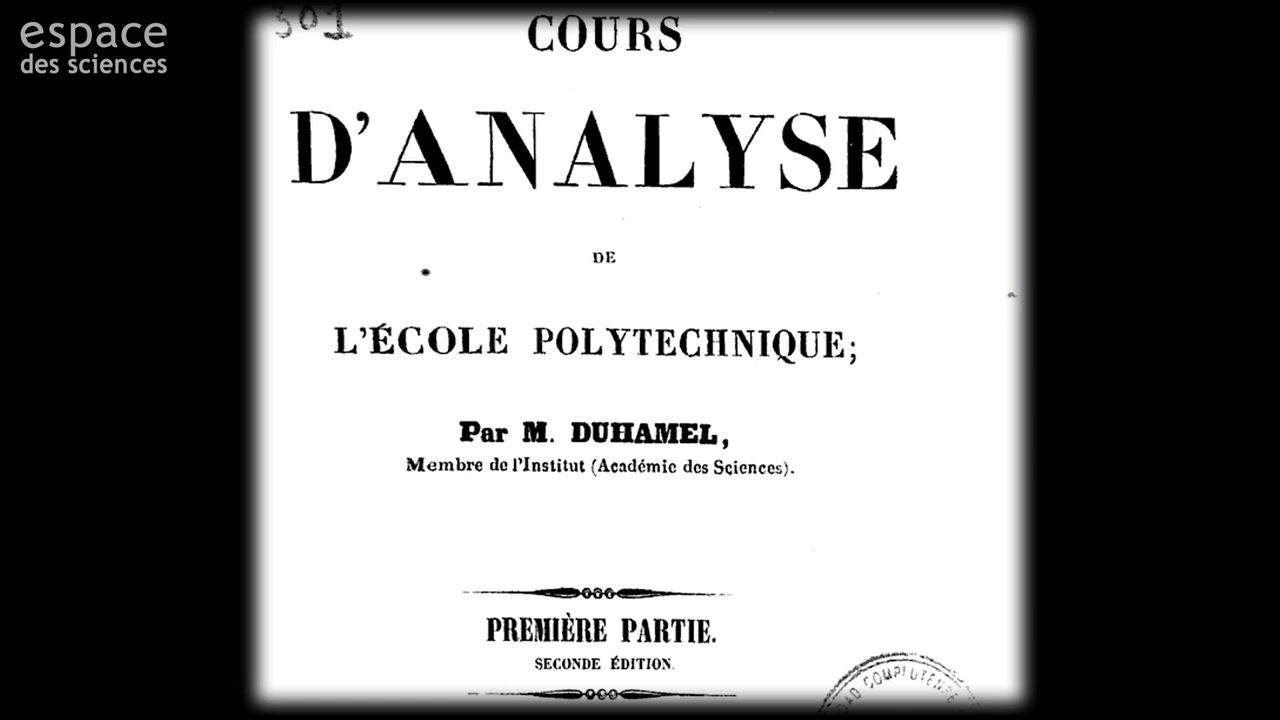 espace
des sciences
301
COURS
D'ANALYSE
DE
L'ÉCOLE POLYTECHNIQUE;
Par M. DUHAMEL,
Membre de l'Institut (Académie des Sciences).
PREMIÈRE PARTIE.
SECONDE ÉDITION.
COMPLUTENSE